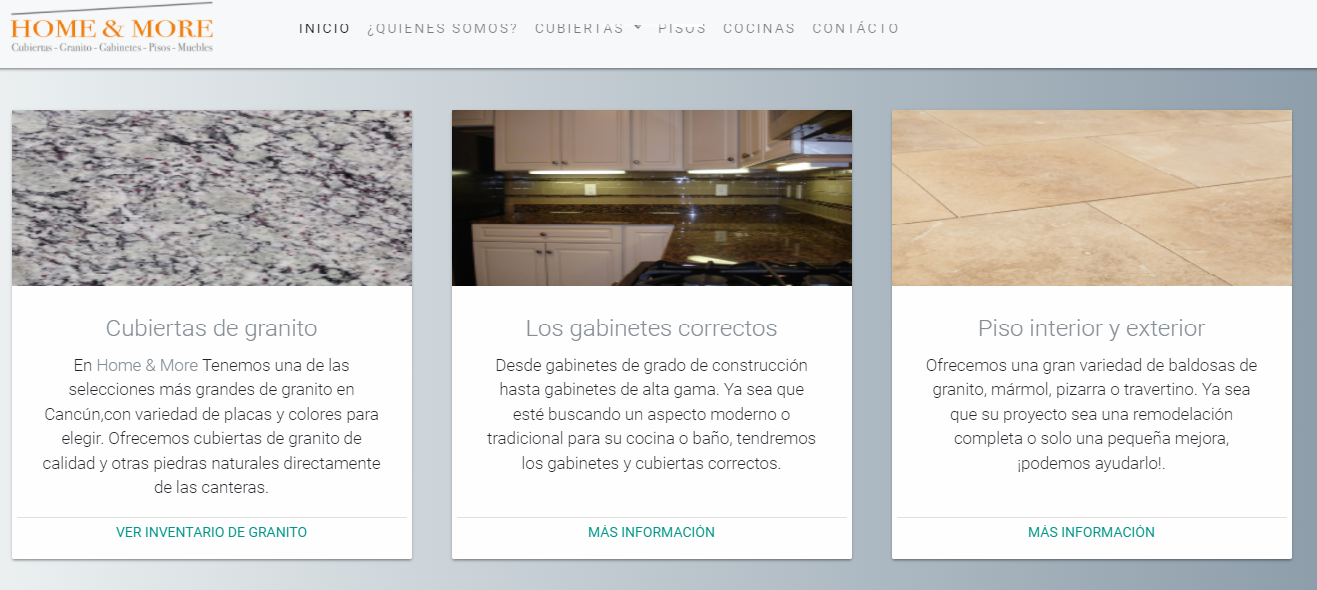 HOME & MORE
Cubiertas - Granito - Gabinetes - Pisos - Muebles
INICIO ¿QUIENES SOMOS? CUBIERTAS PISOS COCINAS CONTÁCTO
Cubiertas de granito
En Home & More Tenemos una de las
selecciones más grandes de granito en
Cancún,con variedad de placas y colores para
elegir. Ofrecemos cubiertas de granito de
calidad y otras piedras naturales directamente
de las canteras.
VER INVENTARIO DE GRANITO
Los gabinetes correctos
Desde gabinetes de grado de construcción
hasta gabinetes de alta gama. Ya sea que
esté buscando un aspecto moderno o
tradicional para su cocina o baño, tendremos
los gabinetes y cubiertas correctos.
MÁS INFORMACIÓN
Piso interior y exterior
Ofrecemos una gran variedad de baldosas de
granito, mármol, pizarra o travertino. Ya sea
que su proyecto sea una remodelación
completa o solo una pequeña mejora,
¡podemos ayudarlo!.
MÁS INFORMACIÓN